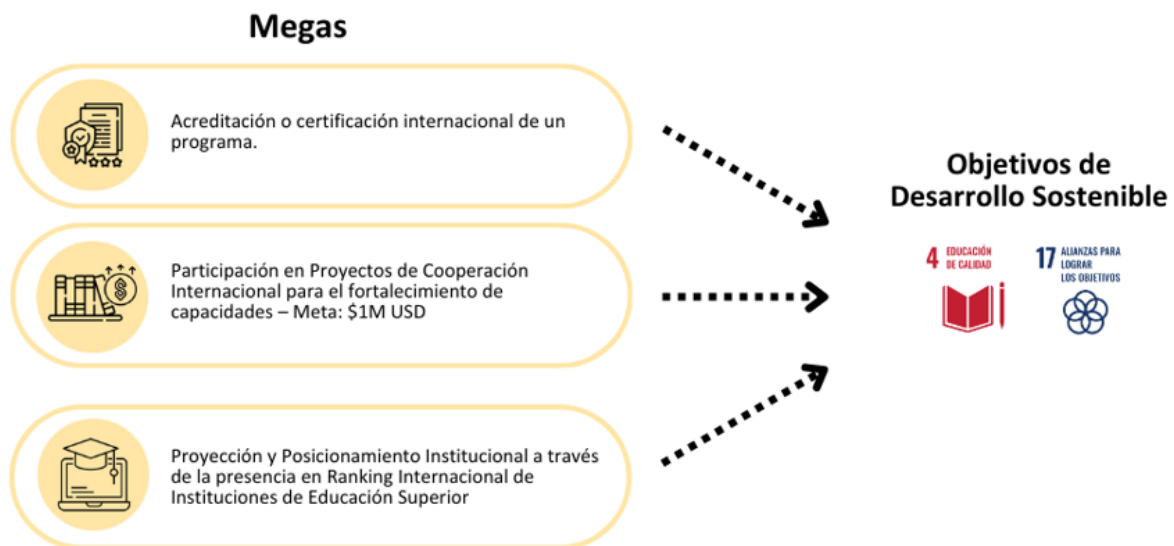 Megas
Acreditación o certificación internacional de un
programa.
Participación en Proyectos de Cooperación
Internacional para el fortalecimiento de
capacidades – Meta: $1M USD
Proyección y Posicionamiento Institucional a través
de la presencia en Ranking Internacional de
Instituciones de Educación Superior
Objetivos de
Desarrollo Sostenible
4 EDUCACIÓN
DE CALIDAD
17 ALIANZAS PARA
LOGRAR
LOS OBJETIVOS